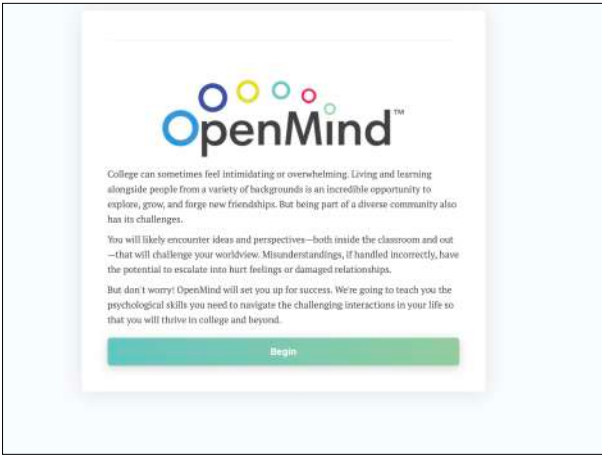 OpenMind™
College can sometimes feel intimidating or overwhelming. Living and learning
alongside people from a variety of backgrounds is an incredible opportunity to
explore, grow, and forge new friendships. But being part of a diverse community also
has its challenges.
You will likely encounter ideas and perspectives—both inside the classroom and out
—that will challenge your worldview. Misunderstandings, if handled incorrectly, have
the potential to escalate into hurt feelings or damaged relationships.
But don't worry! OpenMind will set you up for success. We're going to teach you the
psychological skills you need to navigate the challenging interactions in your life so
that you will thrive in college and beyond.
Begin